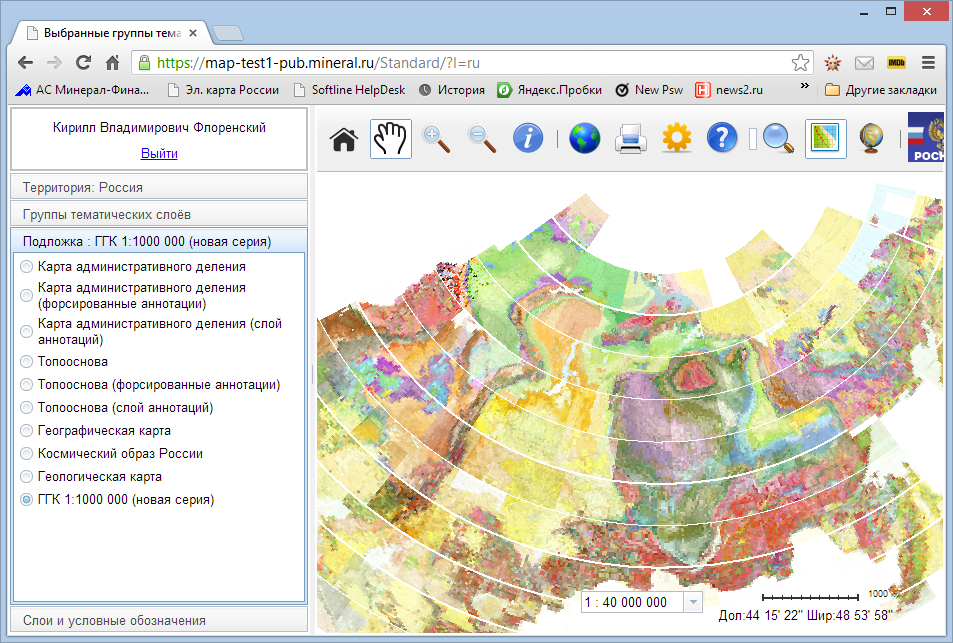 Выбранные группы тема
https://map-test1-pub.mineral.ru/Standard/?l=ru
IMDb
АС Минерал-Фина...
Эл. карта России
Softline HelpDesk
История
Яндекс.Пробки
New Psw
news2.ru
»
Другие закладки
Кирилл Владимирович Флоренский
Выйти
Территория: Россия
Группы тематических слоёв
Подложка : ГГК 1:1000 000 (новая серия)
Карта административного деления
Карта административного деления
(форсированные аннотации)
Карта административного деления (слой
аннотаций)
Топооснова
Топооснова (форсированные аннотации)
Топооснова (слой аннотаций)
Географическая карта
Космический образ России
Геологическая карта
ГГК 1:1000 000 (новая серия)
Слои и условные обозначения
РОСН
1 : 40 000 000
1000
Дол:44 15' 22" Шир:48 53' 58"